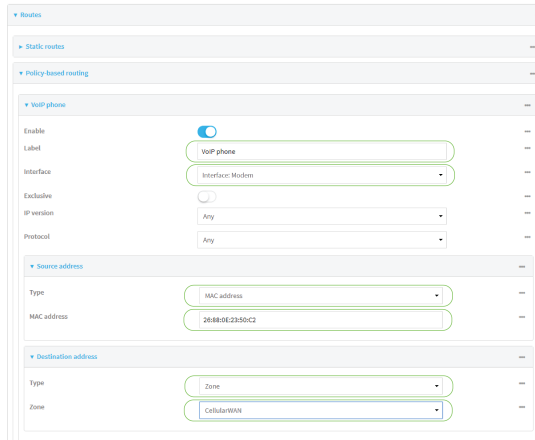 Routes
Static routes
Policy-based routing
VoIP phone
Enable
Label VoIP phone
Interface Interface: Modem
Exclusive
IP version Any
Protocol Any
Source address
Type MAC address
MAC address 26:88:0E:23:50:C2
Destination address
Type Zone
Zone CellularWAN